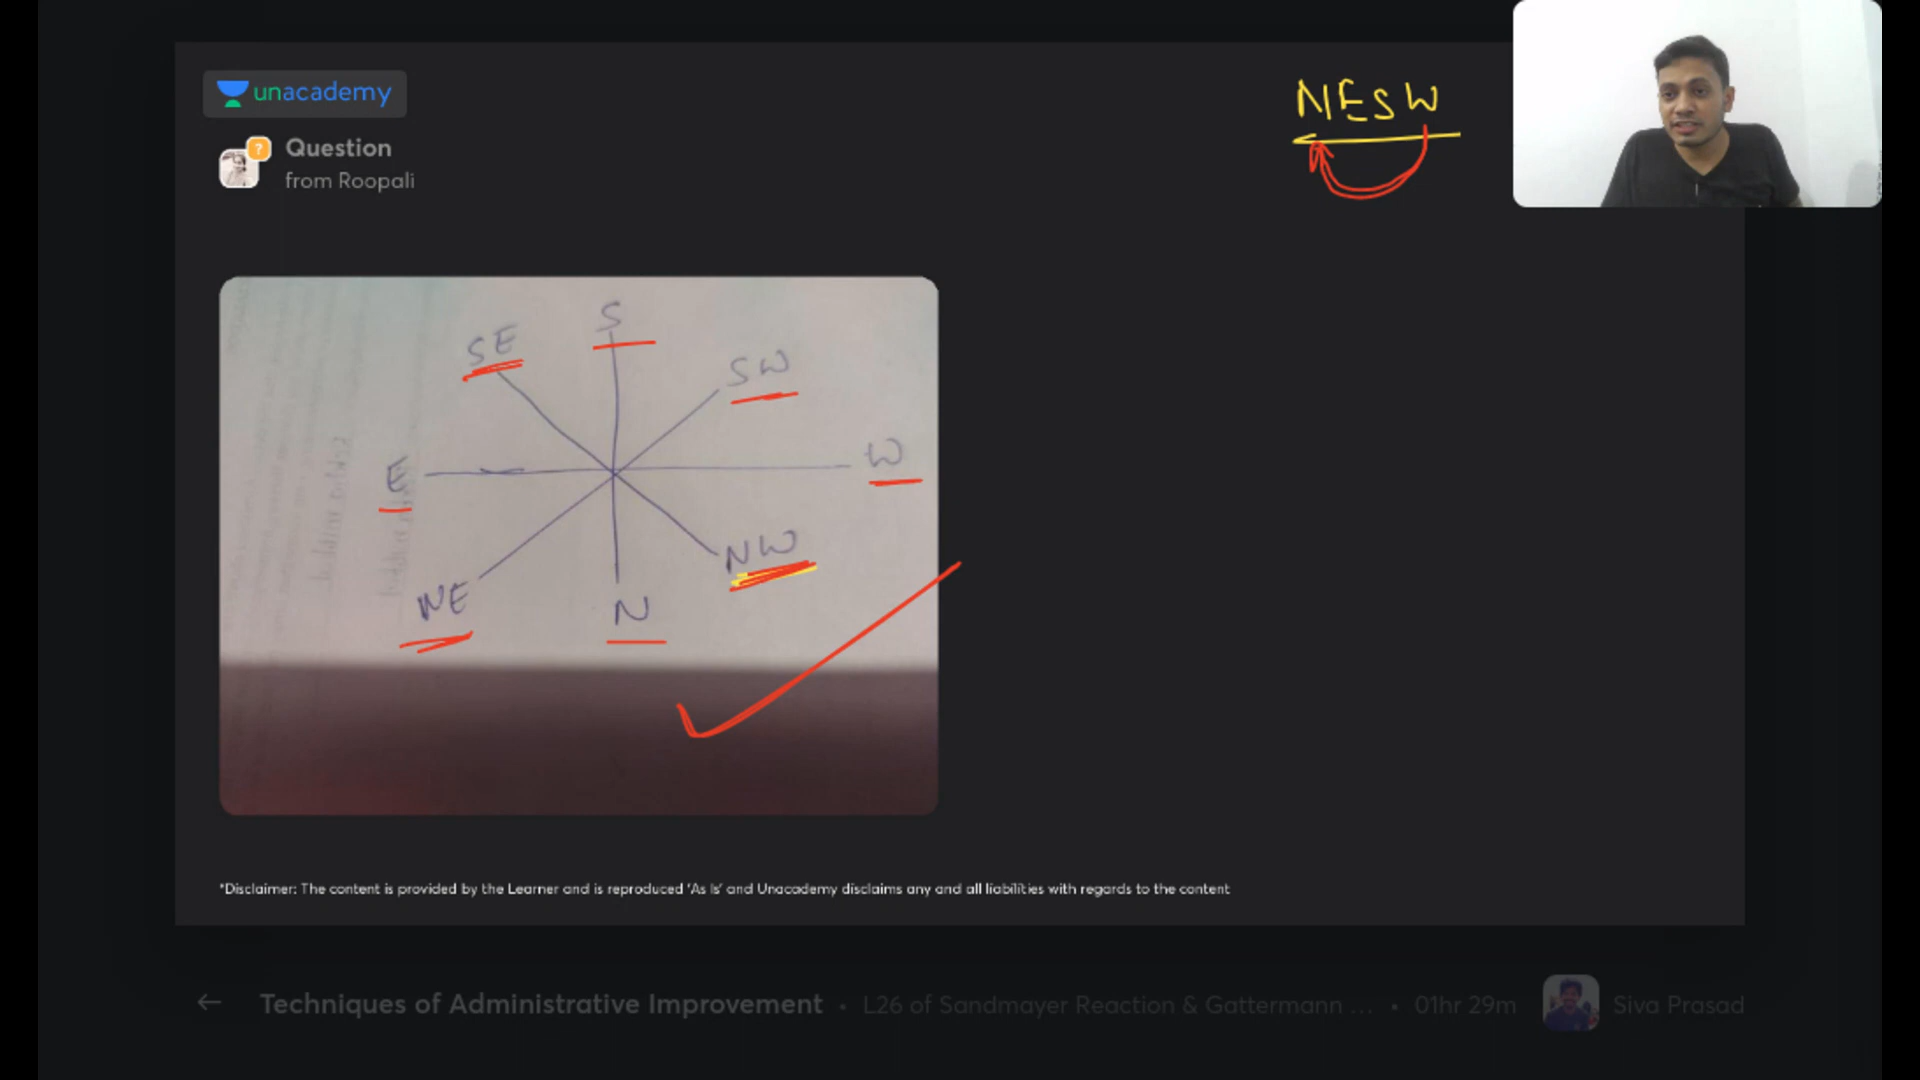 unacademy
NESW
?
Question
from Roopali
S
SE
SW
W
E
NW
NE
N
*Disclaimer: The content is provided by the Learner and is reproduced 'As Is' and Unacademy disclaims any and all liabilities with regards to the content
← Techniques of Administrative Improvement • L26 of Sandmayer Reaction & Gattermann ... • 01hr 29m Siva Prasad